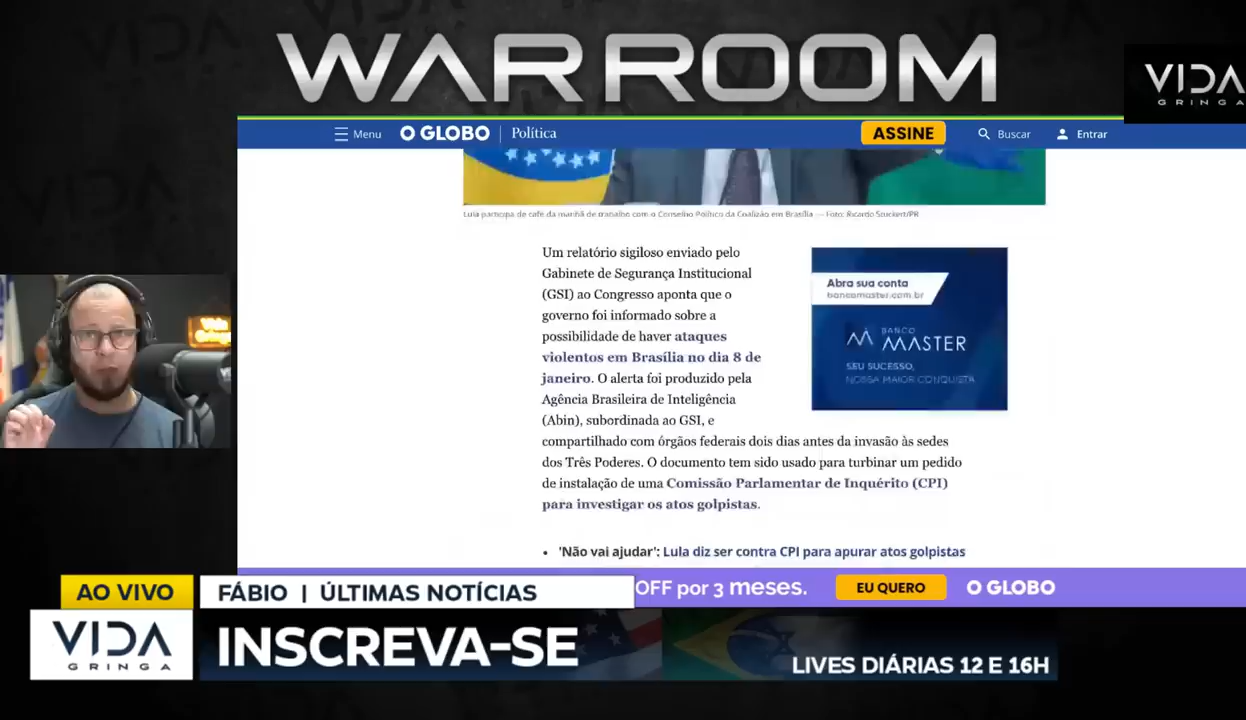 WARROOM
VIDA
GRINGA
Menu
O GLOBO | Política
ASSINE
Buscar
Entrar
Lula participa de café da manhã de trabalho com o Conselho Político da Coalizão em Brasília — Foto: Ricardo Stuckert/PR
Um relatório sigiloso enviado pelo
Gabinete de Segurança Institucional
(GSI) ao Congresso aponta que o
governo foi informado sobre a
possibilidade de haver ataques
violentos em Brasília no dia 8 de
janeiro. O alerta foi produzido pela
Agência Brasileira de Inteligência
(Abin), subordinada ao GSI, e
compartilhado com órgãos federais dois dias antes da invasão às sedes
dos Três Poderes. O documento tem sido usado para turbinar um pedido
de instalação de uma Comissão Parlamentar de Inquérito (CPI)
para investigar os atos golpistas.
Abra sua conta
bancomaster.com.br
BANCO
MASTER
SEU SUCESSO,
NOSSA MAIOR CONQUISTA
• 'Não vai ajudar': Lula diz ser contra CPI para apurar atos golpistas
OFF por 3 meses.
EU QUERO
O GLOBO
AO VIVO
FÁBIO | ÚLTIMAS NOTÍCIAS
VIDA
GRINGA
INSCREVA-SE
LIVES DIÁRIAS 12 E 16H